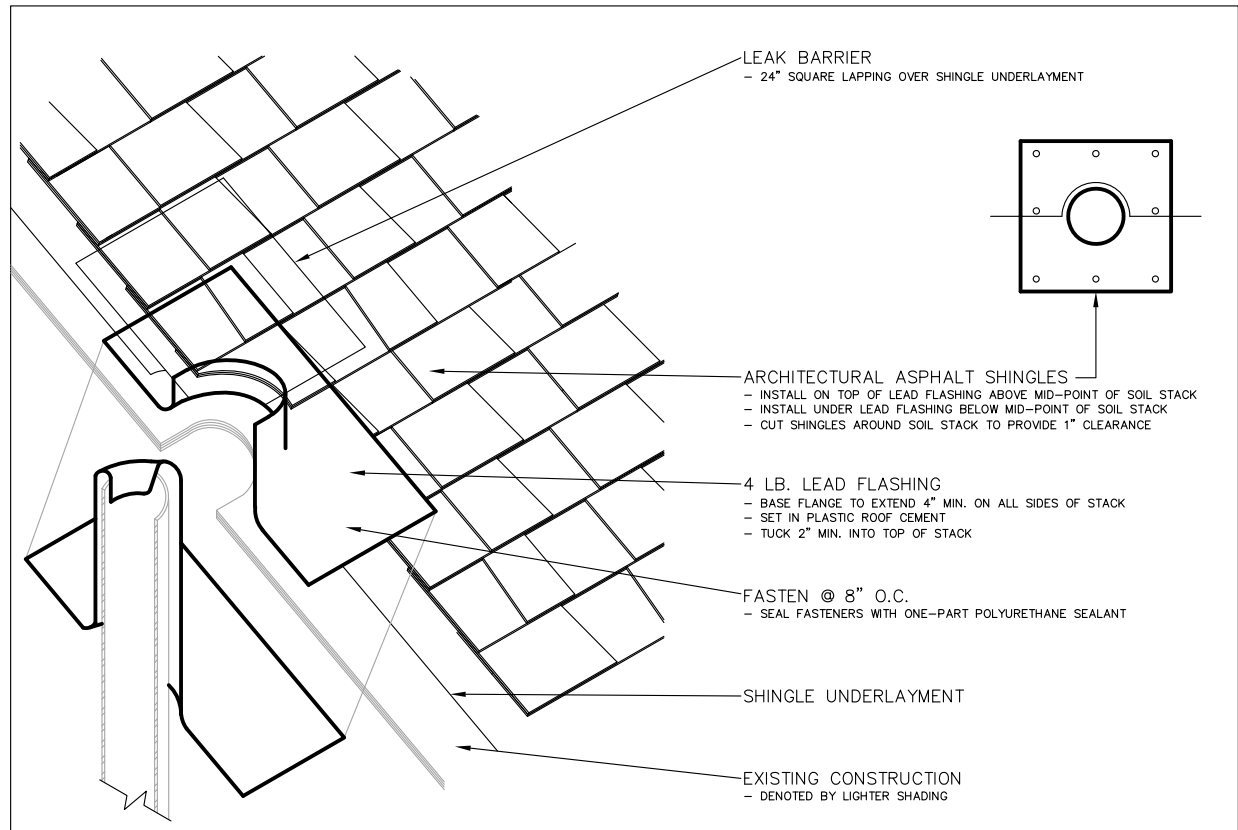 LEAK BARRIER
– 24” SQUARE LAPPING OVER SHINGLE UNDERLAYMENT
ARCHITECTURAL ASPHALT SHINGLES
– INSTALL ON TOP OF LEAD FLASHING ABOVE MID–POINT OF SOIL STACK
– INSTALL UNDER LEAD FLASHING BELOW MID–POINT OF SOIL STACK
– CUT SHINGLES AROUND SOIL STACK TO PROVIDE 1” CLEARANCE
4 LB. LEAD FLASHING
– BASE FLANGE TO EXTEND 4” MIN. ON ALL SIDES OF STACK
– SET IN PLASTIC ROOF CEMENT
– TUCK 2” MIN. INTO TOP OF STACK
FASTEN @ 8” O.C.
– SEAL FASTENERS WITH ONE–PART POLYURETHANE SEALANT
SHINGLE UNDERLAYMENT
EXISTING CONSTRUCTION
– DENOTED BY LIGHTER SHADING